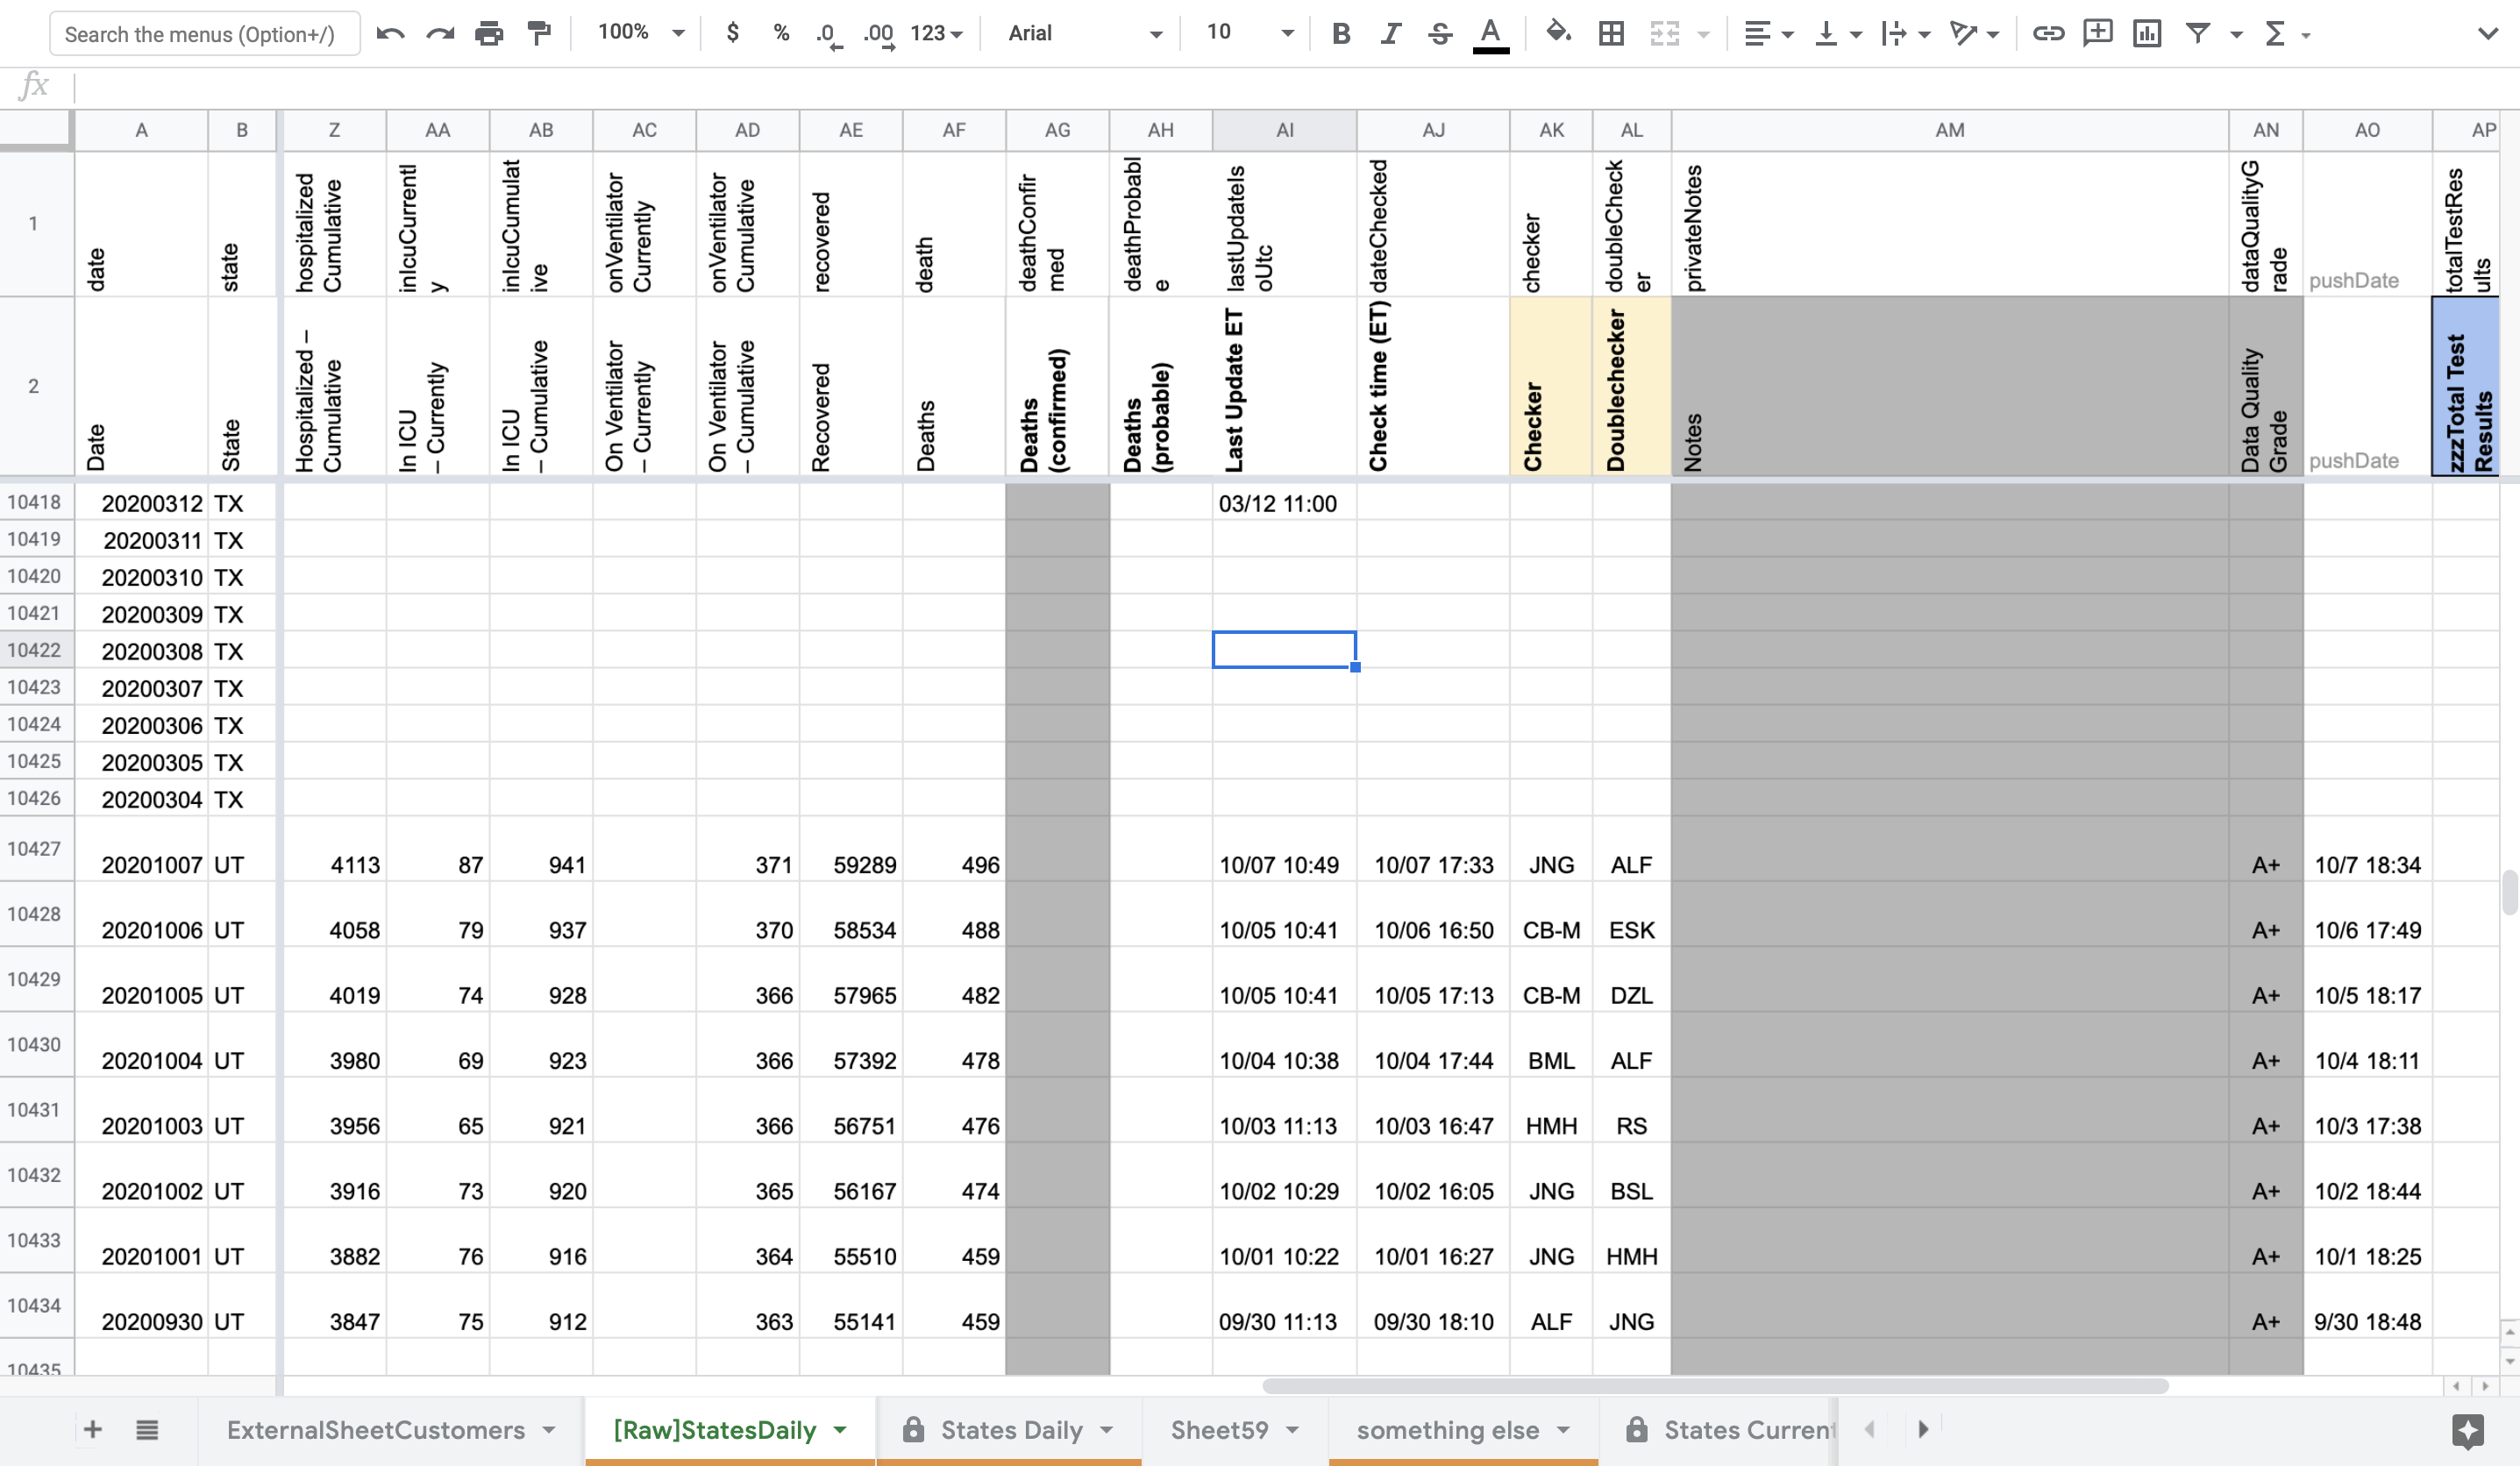 Search the menus (Option+/) 100% $ % .0 .00 123 Arial 10 B I S A
fx
A B Z AA AB AC AD AE AF AG AH AI AJ AK AL AM AN AO AP
1 date state hospitalized Cumulative inIcuCurrently inIcuCumulative onVentilator Currently onVentilator Cumulative recovered death deathConfirmed deathProbable lastUpdateIsoUtc dateChecked checker doubleChecker privateNotes dataQualityGrade pushDate totalTestResults
2 Date State Hospitalized – Cumulative In ICU – Currently In ICU – Cumulative On Ventilator – Currently On Ventilator – Cumulative Recovered Deaths Deaths (confirmed) Deaths (probable) Last Update ET Check time (ET) Checker Doublechecker Notes Data Quality Grade pushDate zzzTotal Test Results
10418 20200312 TX 03/12 11:00
10419 20200311 TX
10420 20200310 TX
10421 20200309 TX
10422 20200308 TX
10423 20200307 TX
10424 20200306 TX
10425 20200305 TX
10426 20200304 TX
10427 20201007 UT 4113 87 941 371 59289 496 10/07 10:49 10/07 17:33 JNG ALF A+ 10/7 18:34
10428 20201006 UT 4058 79 937 370 58534 488 10/05 10:41 10/06 16:50 CB-M ESK A+ 10/6 17:49
10429 20201005 UT 4019 74 928 366 57965 482 10/05 10:41 10/05 17:13 CB-M DZL A+ 10/5 18:17
10430 20201004 UT 3980 69 923 366 57392 478 10/04 10:38 10/04 17:44 BML ALF A+ 10/4 18:11
10431 20201003 UT 3956 65 921 366 56751 476 10/03 11:13 10/03 16:47 HMH RS A+ 10/3 17:38
10432 20201002 UT 3916 73 920 365 56167 474 10/02 10:29 10/02 16:05 JNG BSL A+ 10/2 18:44
10433 20201001 UT 3882 76 916 364 55510 459 10/01 10:22 10/01 16:27 JNG HMH A+ 10/1 18:25
10434 20200930 UT 3847 75 912 363 55141 459 09/30 11:13 09/30 18:10 ALF JNG A+ 9/30 18:48
10435
ExternalSheetCustomers [Raw]StatesDaily States Daily Sheet59 something else States Current